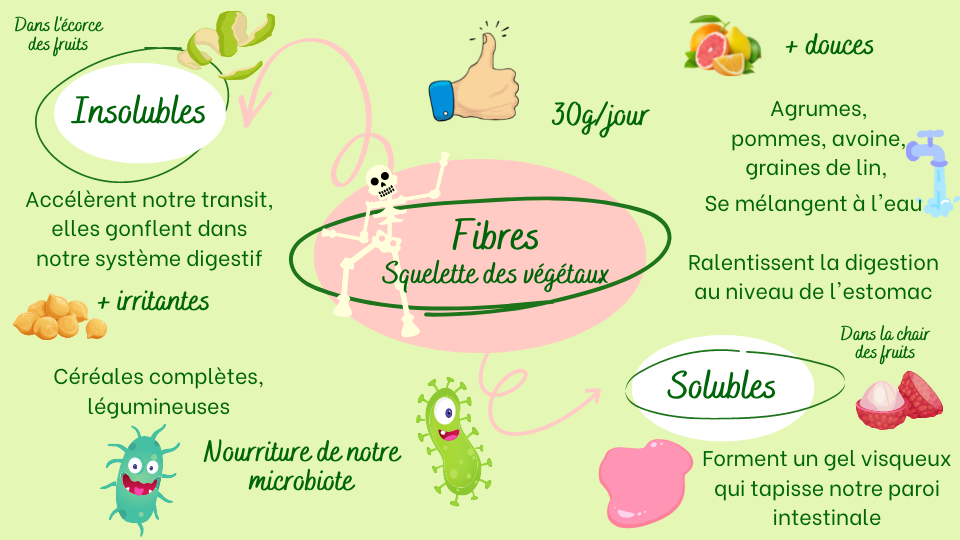 Dans l'écorce
des fruits
Insolubles
Accélèrent notre transit,
elles gonflent dans
notre système digestif
+ irritantes
Céréales complètes,
légumineuses
Nourriture de notre
microbiote
30g/jour
Fibres
Squelette des végétaux
+ douces
Agrumes,
pommes, avoine,
graines de lin,
Se mélangent à l'eau
Ralentissent la digestion
au niveau de l'estomac
Dans la chair
des fruits
Solubles
Forment un gel visqueux
qui tapisse notre paroi
intestinale